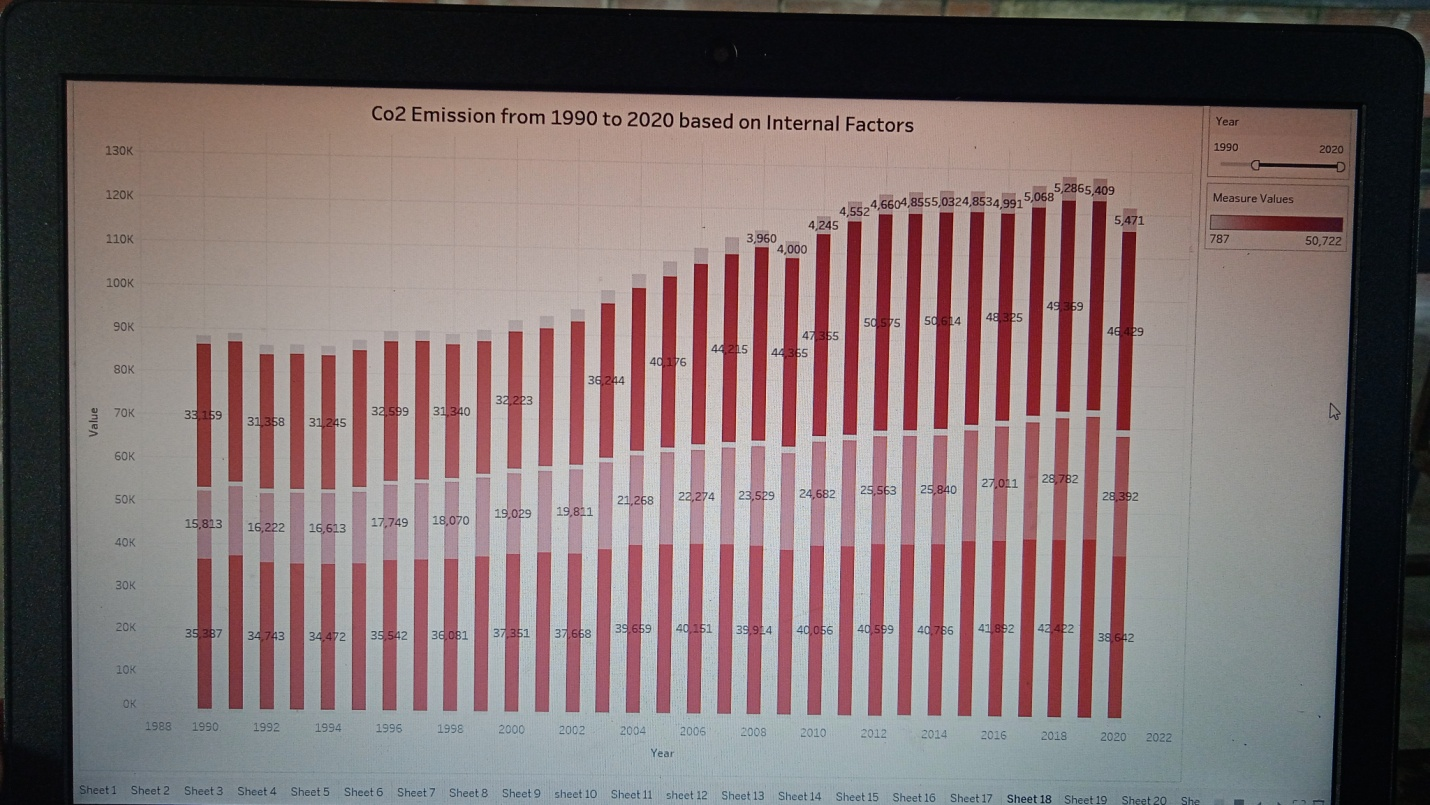 Co2 Emission from 1990 to 2020 based on Internal Factors
Year
1990 2020
Measure Values
787 50,722
130K
120K
110K
100K
90K
80K
70K
60K
50K
40K
30K
20K
10K
0K
Value
3,960 4,000 4,245 4,552 4,660 4,855 5,032 4,853 4,991 5,068 5,286 5,409 5,471
33,159 31,358 31,245 32,599 31,340 32,223 36,244 40,176 44,215 44,365 47,355 50,575 50,614 48,325 49,369 46,429
15,813 16,222 16,613 17,749 18,070 19,029 19,811 21,268 22,274 23,529 24,682 25,563 25,840 27,011 28,782 28,392
35,387 34,743 34,472 35,542 36,081 37,351 37,668 39,659 40,151 39,914 40,056 40,599 40,786 41,892 42,422 38,642
1988 1990 1992 1994 1996 1998 2000 2002 2004 2006 2008 2010 2012 2014 2016 2018 2020 2022
Year
Sheet 1 Sheet 2 Sheet 3 Sheet 4 Sheet 5 Sheet 6 Sheet 7 Sheet 8 Sheet 9 sheet 10 Sheet 11 sheet 12 Sheet 13 Sheet 14 Sheet 15 Sheet 16 Sheet 17 Sheet 18 Sheet 19 Sheet 20 She